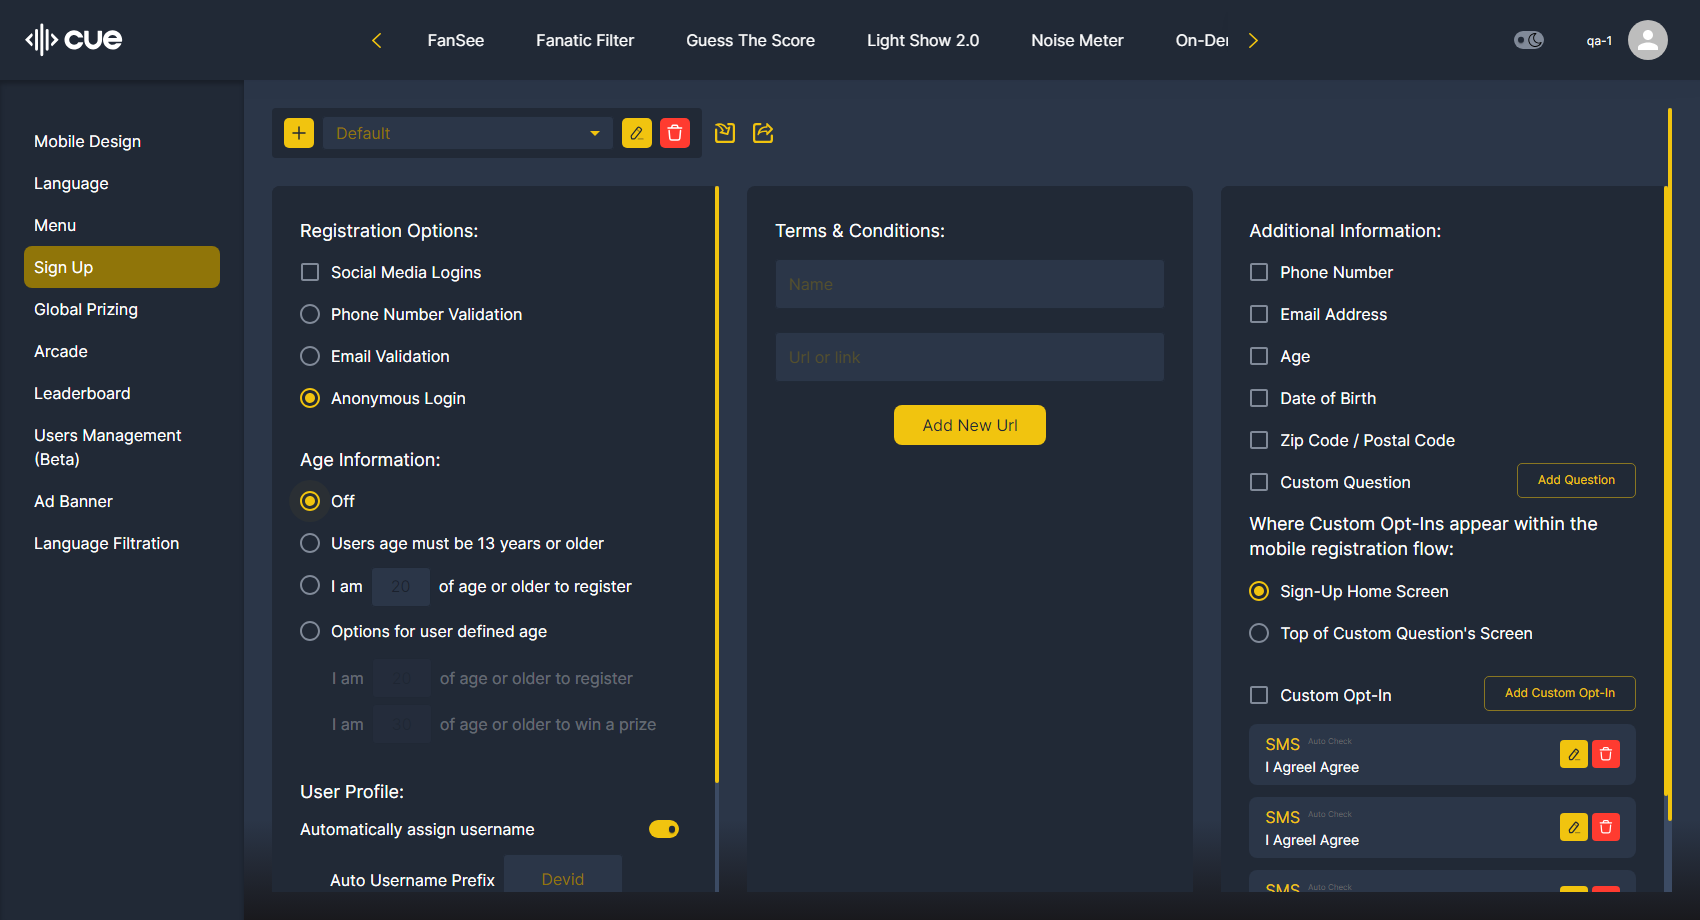 cue
FanSee
Fanatic Filter
Guess The Score
Light Show 2.0
Noise Meter
On-De
qa-1
Mobile Design
Language
Menu
Sign Up
Global Prizing
Arcade
Leaderboard
Users Management
(Beta)
Ad Banner
Language Filtration
Default
Registration Options:
Social Media Logins
Phone Number Validation
Email Validation
Anonymous Login
Age Information:
Off
Users age must be 13 years or older
I am 20 of age or older to register
Options for user defined age
I am 20 of age or older to register
I am 30 of age or older to win a prize
User Profile:
Automatically assign username
Auto Username Prefix Devid
Terms & Conditions:
Name
Url or link
Add New Url
Additional Information:
Phone Number
Email Address
Age
Date of Birth
Zip Code / Postal Code
Custom Question
Add Question
Where Custom Opt-Ins appear within the
mobile registration flow:
Sign-Up Home Screen
Top of Custom Question's Screen
Custom Opt-In
Add Custom Opt-In
SMS Auto Check
I AgreeI Agree
SMS Auto Check
I AgreeI Agree
SMS Auto Check